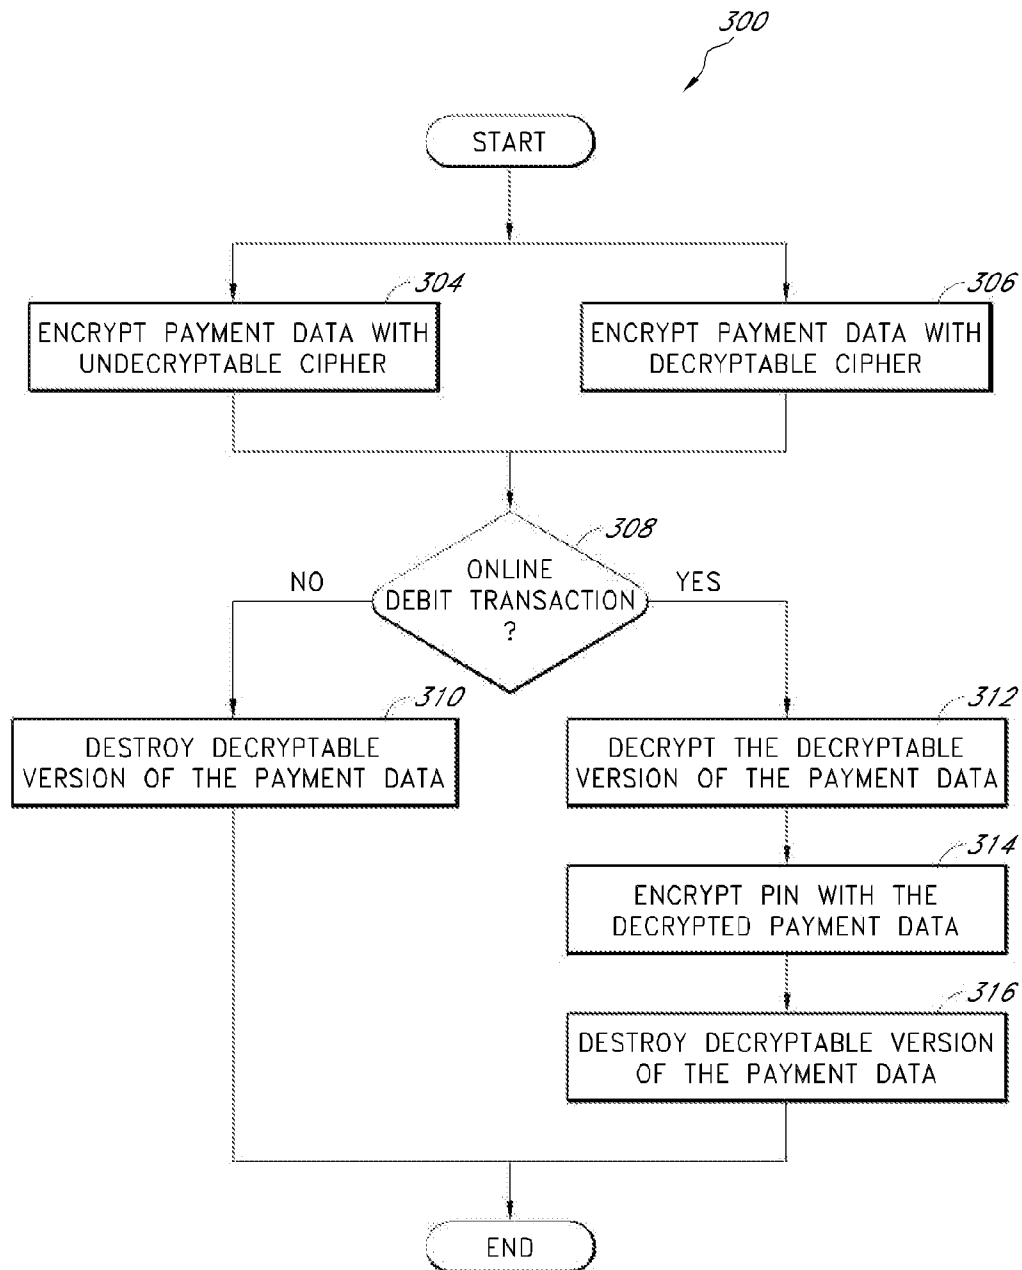 300
START
304
306
ENCRYPT PAYMENT DATA WITH
UNDECRYPTABLE CIPHER
ENCRYPT PAYMENT DATA WITH
DECRYPTABLE CIPHER
308
ONLINE
DEBIT TRANSACTION
?
NO
YES
310
312
DESTROY DECRYPTABLE
VERSION OF THE PAYMENT DATA
DECRYPT THE DECRYPTABLE
VERSION OF THE PAYMENT DATA
314
ENCRYPT PIN WITH THE
DECRYPTED PAYMENT DATA
316
DESTROY DECRYPTABLE VERSION
OF THE PAYMENT DATA
END